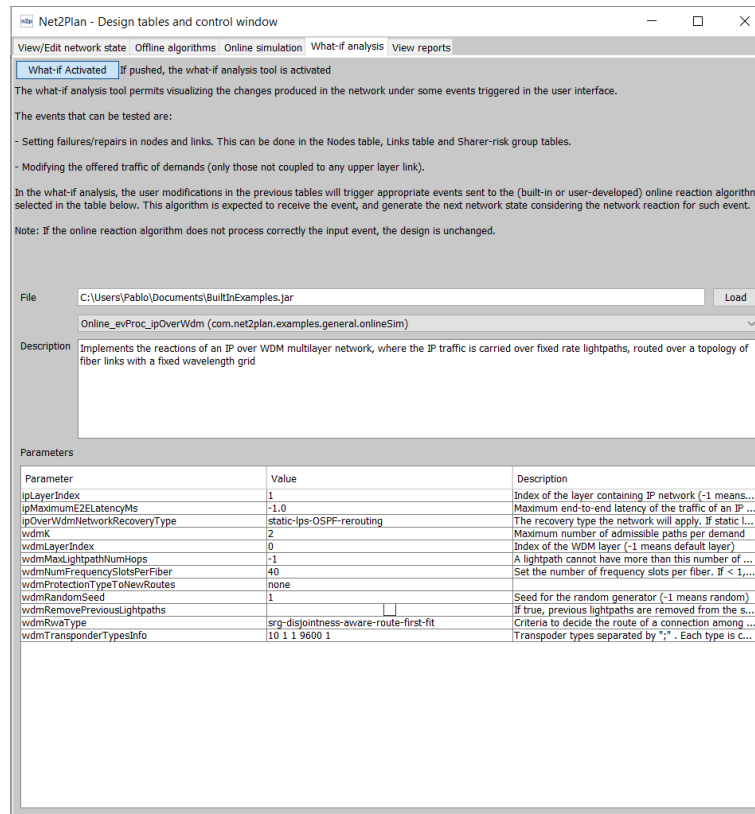 n2p Net2Plan - Design tables and control window
View/Edit network state Offline algorithms Online simulation What-if analysis View reports
What-if Activated If pushed, the what-if analysis tool is activated
The what-if analysis tool permits visualizing the changes produced in the network under some events triggered in the user interface.
The events that can be tested are:
- Setting failures/repairs in nodes and links. This can be done in the Nodes table, Links table and Sharer-risk group tables.
- Modifying the offered traffic of demands (only those not coupled to any upper layer link).
In the what-if analysis, the user modifications in the previous tables will trigger appropriate events sent to the (built-in or user-developed) online reaction algorithm
selected in the table below. This algorithm is expected to receive the event, and generate the next network state considering the network reaction for such event.
Note: If the online reaction algorithm does not process correctly the input event, the design is unchanged.
File C:\Users\Pablo\Documents\BuiltInExamples.jar Load
Online_evProc_ipOverWdm (com.net2plan.examples.general.onlineSim)
Description Implements the reactions of an IP over WDM multilayer network, where the IP traffic is carried over fixed rate lightpaths, routed over a topology of
fiber links with a fixed wavelength grid
Parameters
Parameter Value Description
ipLayerIndex 1 Index of the layer containing IP network (-1 means...
ipMaximumE2ELatencyMs -1.0 Maximum end-to-end latency of the traffic of an IP ...
ipOverWdmNetworkRecoveryType static-lps-OSPF-rerouting The recovery type the network will apply. If static l...
wdmK 2 Maximum number of admissible paths per demand
wdmLayerIndex 0 Index of the WDM layer (-1 means default layer)
wdmMaxLightpathNumHops -1 A lightpath cannot have more than this number of ...
wdmNumFrequencySlotsPerFiber 40 Set the number of frequency slots per fiber. If < 1,...
wdmProtectionTypeToNewRoutes none
wdmRandomSeed 1 Seed for the random generator (-1 means random)
wdmRemovePreviousLightpaths If true, previous lightpaths are removed from the s...
wdmRwaType srg-disjointness-aware-route-first-fit Criteria to decide the route of a connection among ...
wdmTransponderTypesInfo 10 1 1 9600 1 Transpoder types separated by ";" . Each type is c...